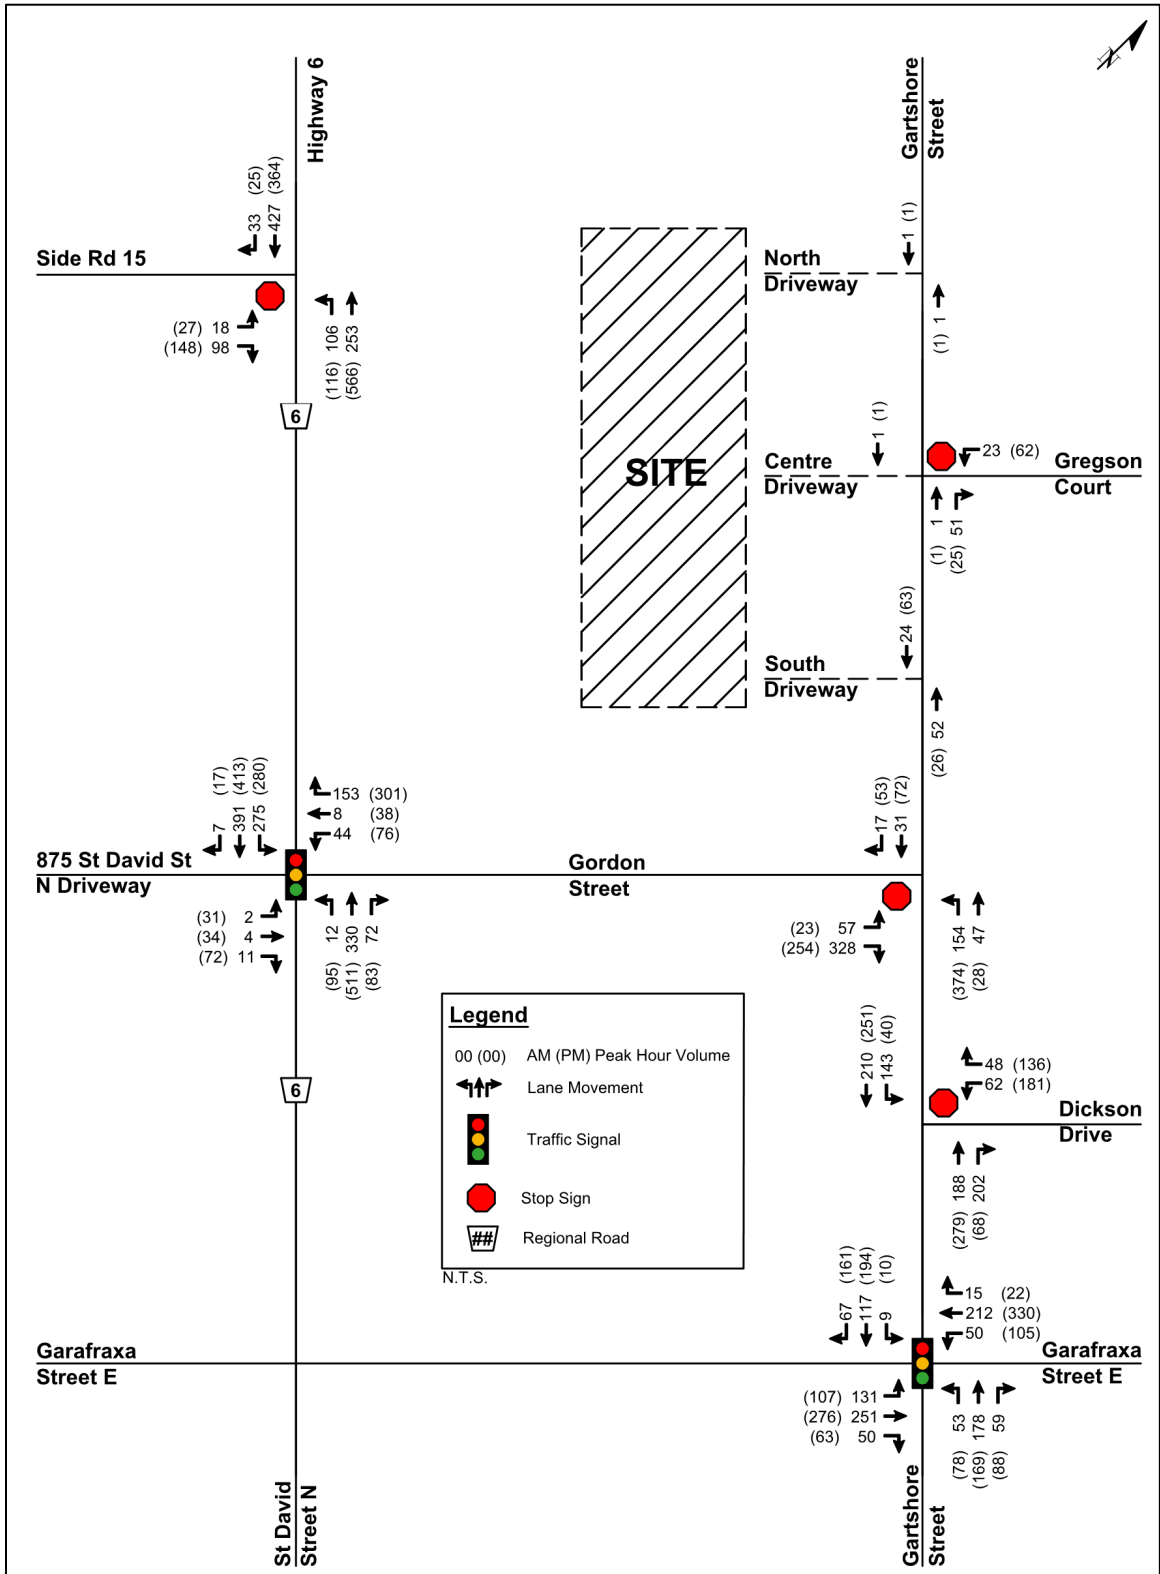 Highway 6
Gartshore
Street
N
33 (25)
427 (364)
Side Rd 15
(27) 18
(148) 98
(116) 106
(566) 253
6
1 (1)
North
Driveway
(1) 1
SITE
1 (1)
Centre
Driveway
23 (62)
Gregson
Court
(1) 1
(25) 51
24 (63)
South
Driveway
(26) 52
7 (17)
391 (413)
275 (280)
153 (301)
8 (38)
44 (76)
875 St David St
N Driveway
Gordon
Street
(31) 2
(34) 4
(72) 11
(95) 12
(511) 330
(83) 72
17 (53)
31 (72)
(23) 57
(254) 328
(374) 154
(28) 47
Legend
00 (00) AM (PM) Peak Hour Volume
Lane Movement
Traffic Signal
Stop Sign
## Regional Road
N.T.S.
6
210 (251)
143 (40)
48 (136)
62 (181)
Dickson
Drive
(279) 188
(68) 202
67 (161)
117 (194)
9 (10)
15 (22)
212 (330)
50 (105)
Garafraxa
Street E
Garafraxa
Street E
(107) 131
(276) 251
(63) 50
(78) 53
(169) 178
(88) 59
St David
Street N
Gartshore
Street